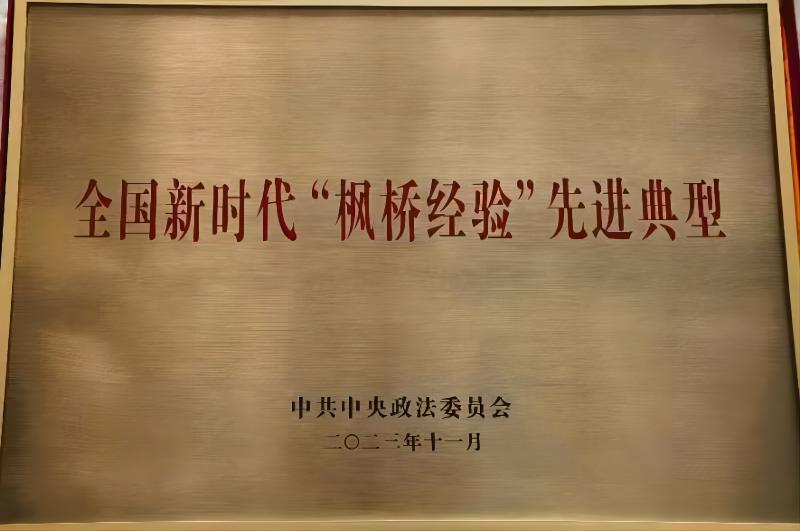 全国新时代“枫桥经验”先进典型
中共中央政法委员会
二〇二三年十一月